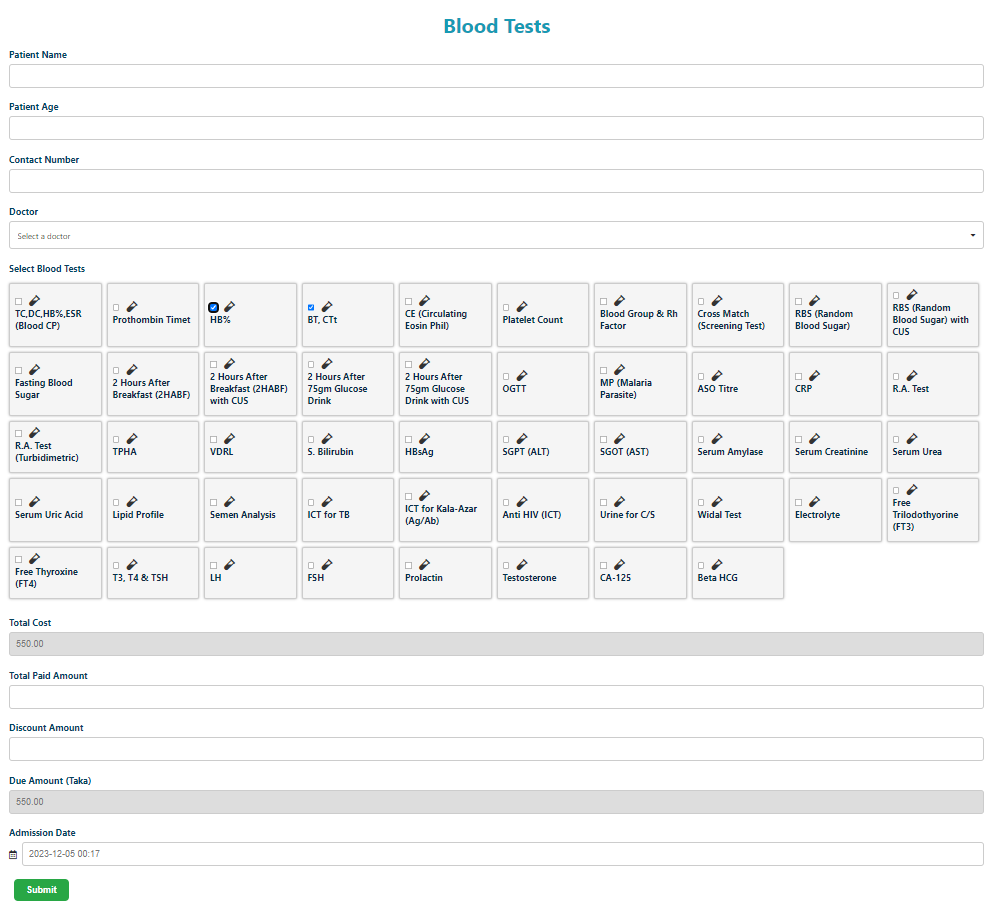 Blood Tests
Patient Name
Patient Age
Contact Number
Doctor
Select a doctor
Select Blood Tests
TC,DC,HB%,ESR
(Blood CP)
Prothombin Timet
HB%
BT, CTt
CE (Circulating
Eosin Phil)
Platelet Count
Blood Group & Rh
Factor
Cross Match
(Screening Test)
RBS (Random
Blood Sugar)
RBS (Random
Blood Sugar) with
CUS
Fasting Blood
Sugar
2 Hours After
Breakfast (2HABF)
2 Hours After
Breakfast (2HABF)
with CUS
2 Hours After
75gm Glucose
Drink
2 Hours After
75gm Glucose
Drink with CUS
OGTT
MP (Malaria
Parasite)
ASO Titre
CRP
R.A. Test
R.A. Test
(Turbidimetric)
TPHA
VDRL
S. Bilirubin
HBsAg
SGPT (ALT)
SGOT (AST)
Serum Amylase
Serum Creatinine
Serum Urea
Serum Uric Acid
Lipid Profile
Semen Analysis
ICT for TB
ICT for Kala-Azar
(Ag/Ab)
Anti HIV (ICT)
Urine for C/S
Widal Test
Electrolyte
Free
Trilodothyorine
(FT3)
Free Thyroxine
(FT4)
T3, T4 & TSH
LH
FSH
Prolactin
Testosterone
CA-125
Beta HCG
Total Cost
550.00
Total Paid Amount
Discount Amount
Due Amount (Taka)
550.00
Admission Date
2023-12-05 00:17
Submit